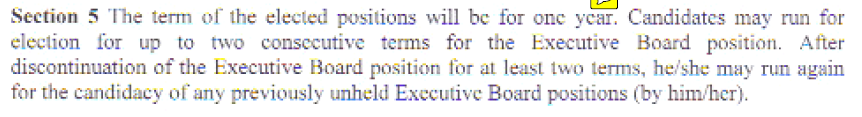 Section 5 The term of the elected positions will be for one year. Candidates may run for
election for up to two consecutive terms for the Executive Board position. After
discontinuation of the Executive Board position for at least two terms, he/she may run again
for the candidacy of any previously unheld Executive Board positions (by him/her).